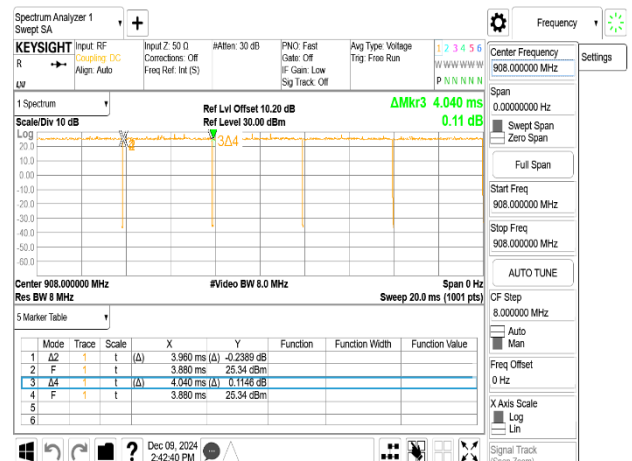 Spectrum Analyzer 1
Swept SA
Frequency
KEYSIGHT
R
Input: RF
Coupling: DC
Align: Auto
Input Z: 50 Ω
Corrections: Off
Freq Ref: Int (S)
#Atten: 30 dB
PNO: Fast
Gate: Off
IF Gain: Low
Sig Track: Off
Avg Type: Voltage
Trig: Free Run
1 2 3 4 5 6
W W W W W W
P N N N N N
Settings
1 Spectrum
Scale/Div 10 dB
Ref Lvl Offset 10.20 dB
Ref Level 30.00 dBm
ΔMkr3 4.040 ms
0.11 dB
Log
20.0
10.0
0.00
-10.0
-20.0
-30.0
-40.0
-50.0
-60.0
3Δ4
Center 908.000000 MHz
Res BW 8 MHz
#Video BW 8.0 MHz
Span 0 Hz
Sweep 20.0 ms (1001 pts)
5 Marker Table
Mode Trace Scale X Y Function Function Width Function Value
1 Δ2 1 t (Δ) 3.960 ms (Δ) -0.2389 dB
2 F 1 t 3.880 ms 25.34 dBm
3 Δ4 1 t (Δ) 4.040 ms (Δ) 0.1146 dB
4 F 1 t 3.880 ms 25.34 dBm
5
6
Dec 09, 2024
2:42:40 PM
Center Frequency
908.000000 MHz
Span
0.00000000 Hz
Swept Span
Zero Span
Full Span
Start Freq
908.000000 MHz
Stop Freq
908.000000 MHz
AUTO TUNE
CF Step
8.000000 MHz
Auto
Man
Freq Offset
0 Hz
X Axis Scale
Log
Lin
Signal Track
(Span Zoom)